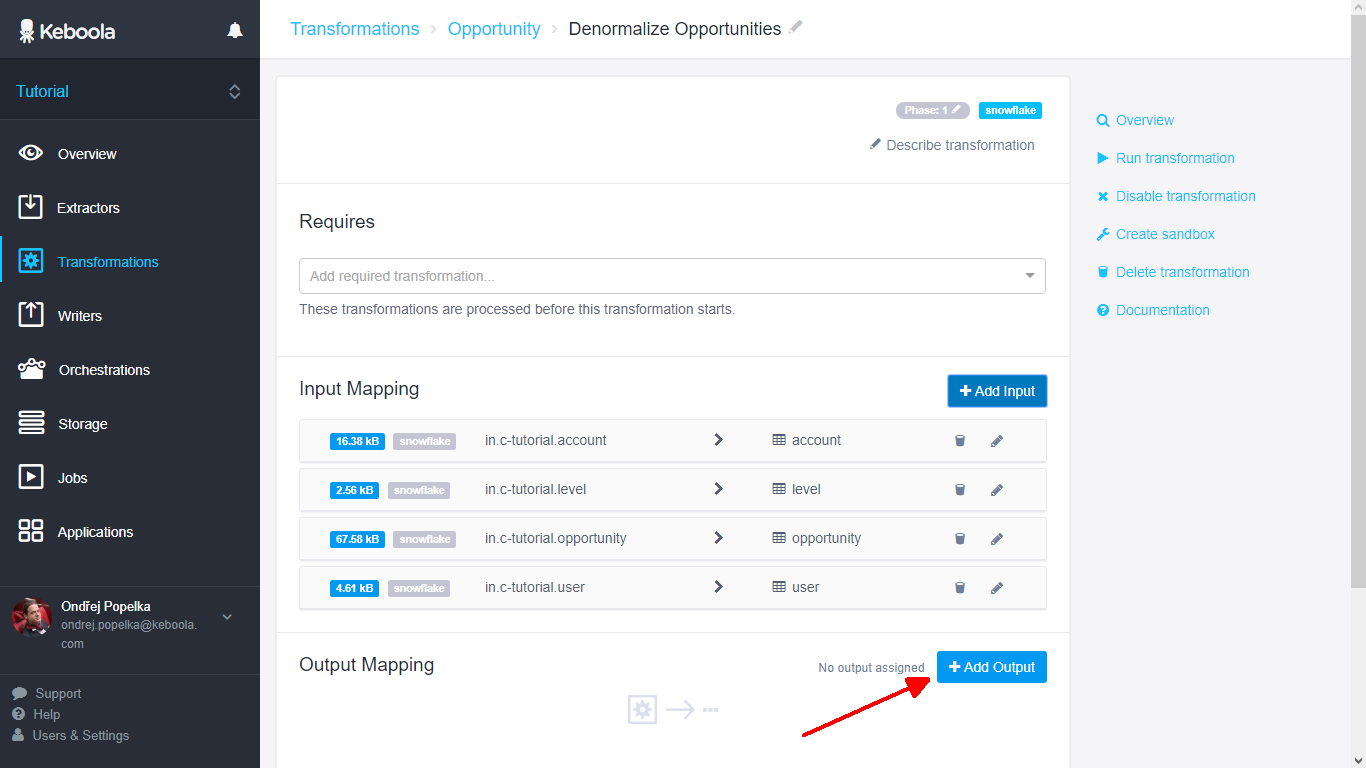 Keboola
Tutorial
Overview
Extractors
Transformations
Writers
Orchestrations
Storage
Jobs
Applications
Ondřej Popelka
ondrej.popelka@keboola.
com
Support
Help
Users & Settings
Transformations › Opportunity › Denormalize Opportunities
Phase: 1 snowflake
Describe transformation
Requires
Add required transformation...
These transformations are processed before this transformation starts.
Input Mapping
Add Input
16.38 kB snowflake in.c-tutorial.account account
2.56 kB snowflake in.c-tutorial.level level
67.58 kB snowflake in.c-tutorial.opportunity opportunity
4.61 kB snowflake in.c-tutorial.user user
Output Mapping
No output assigned Add Output
Overview
Run transformation
Disable transformation
Create sandbox
Delete transformation
Documentation